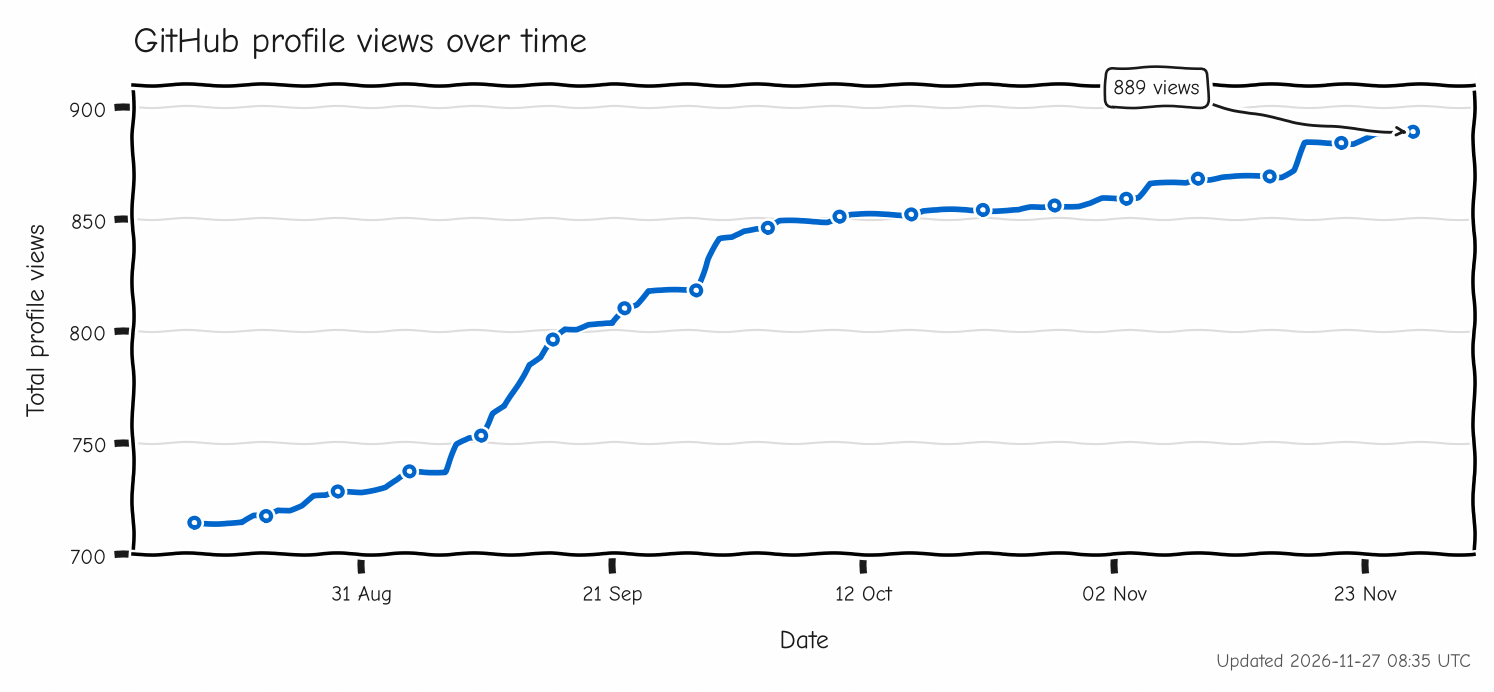 GitHub profile views over time
889 views
900
850
800
750
700
Total profile views
31 Aug 21 Sep 12 Oct 02 Nov 23 Nov
Date
Updated 2026-11-27 08:35 UTC